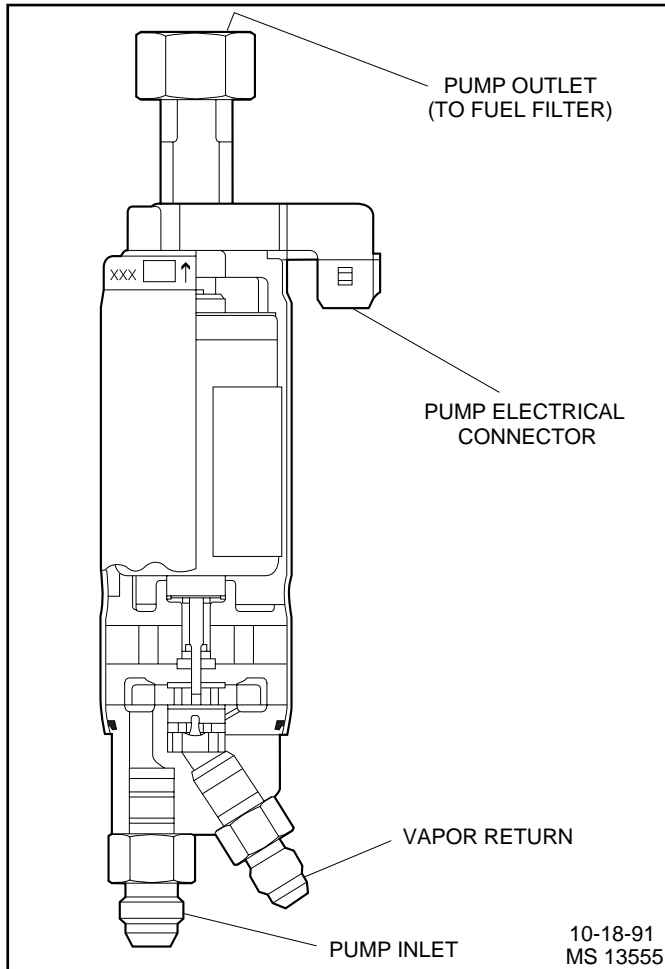 PUMP OUTLET
(TO FUEL FILTER)
XXX
PUMP ELECTRICAL
CONNECTOR
VAPOR RETURN
PUMP INLET
10-18-91
MS 13555